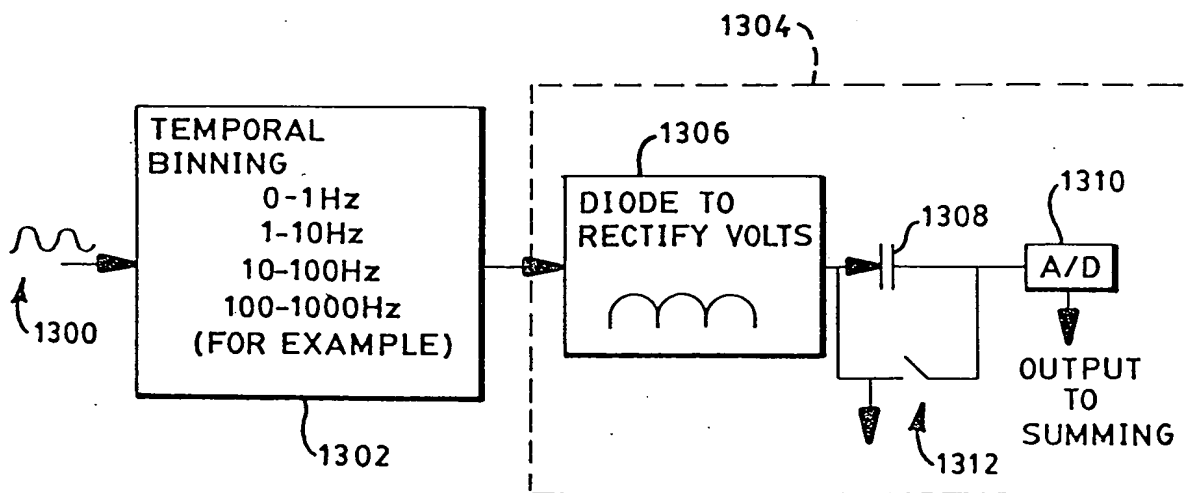 1304
TEMPORAL
BINNING
0-1Hz
1-10Hz
10-100Hz
100-1000Hz
(FOR EXAMPLE)
1300
1302
1306
DIODE TO
RECTIFY VOLTS
1308
1310
A/D
OUTPUT
TO
SUMMING
1312